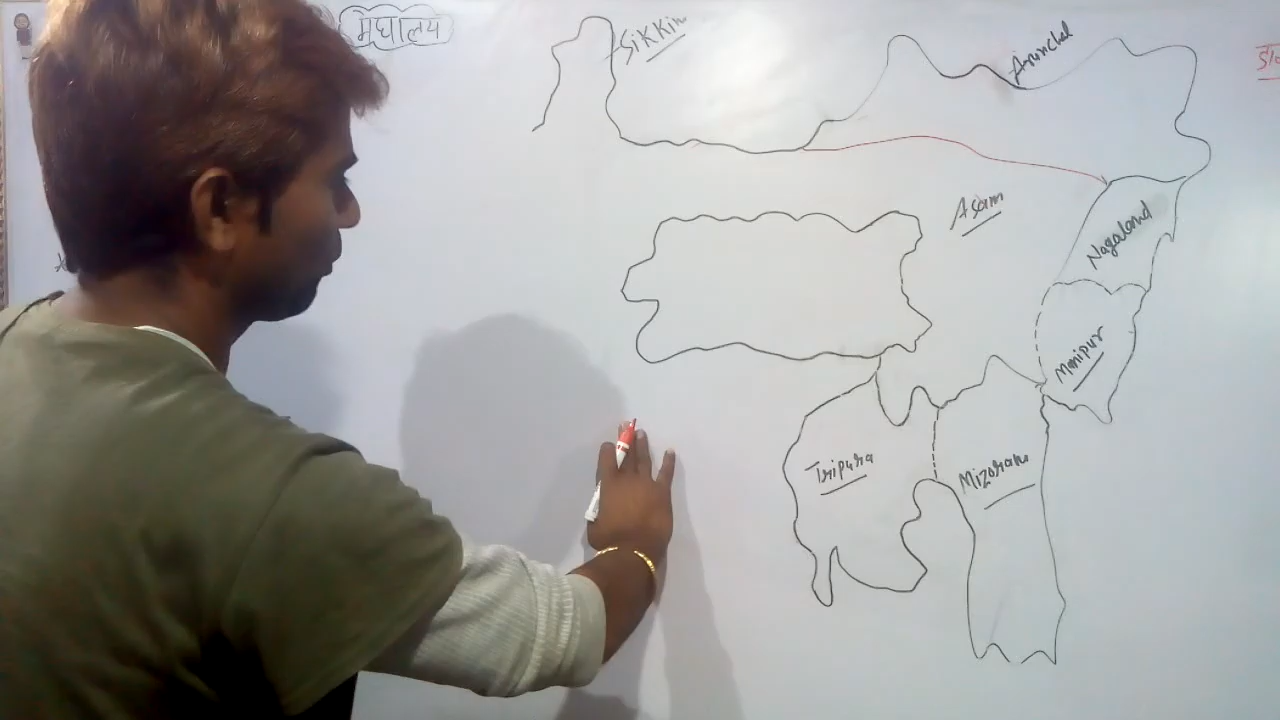 मेघालय
Sikkim
Arunchal
Asam
Nagaland
Manipur
Tripura
Mizoram